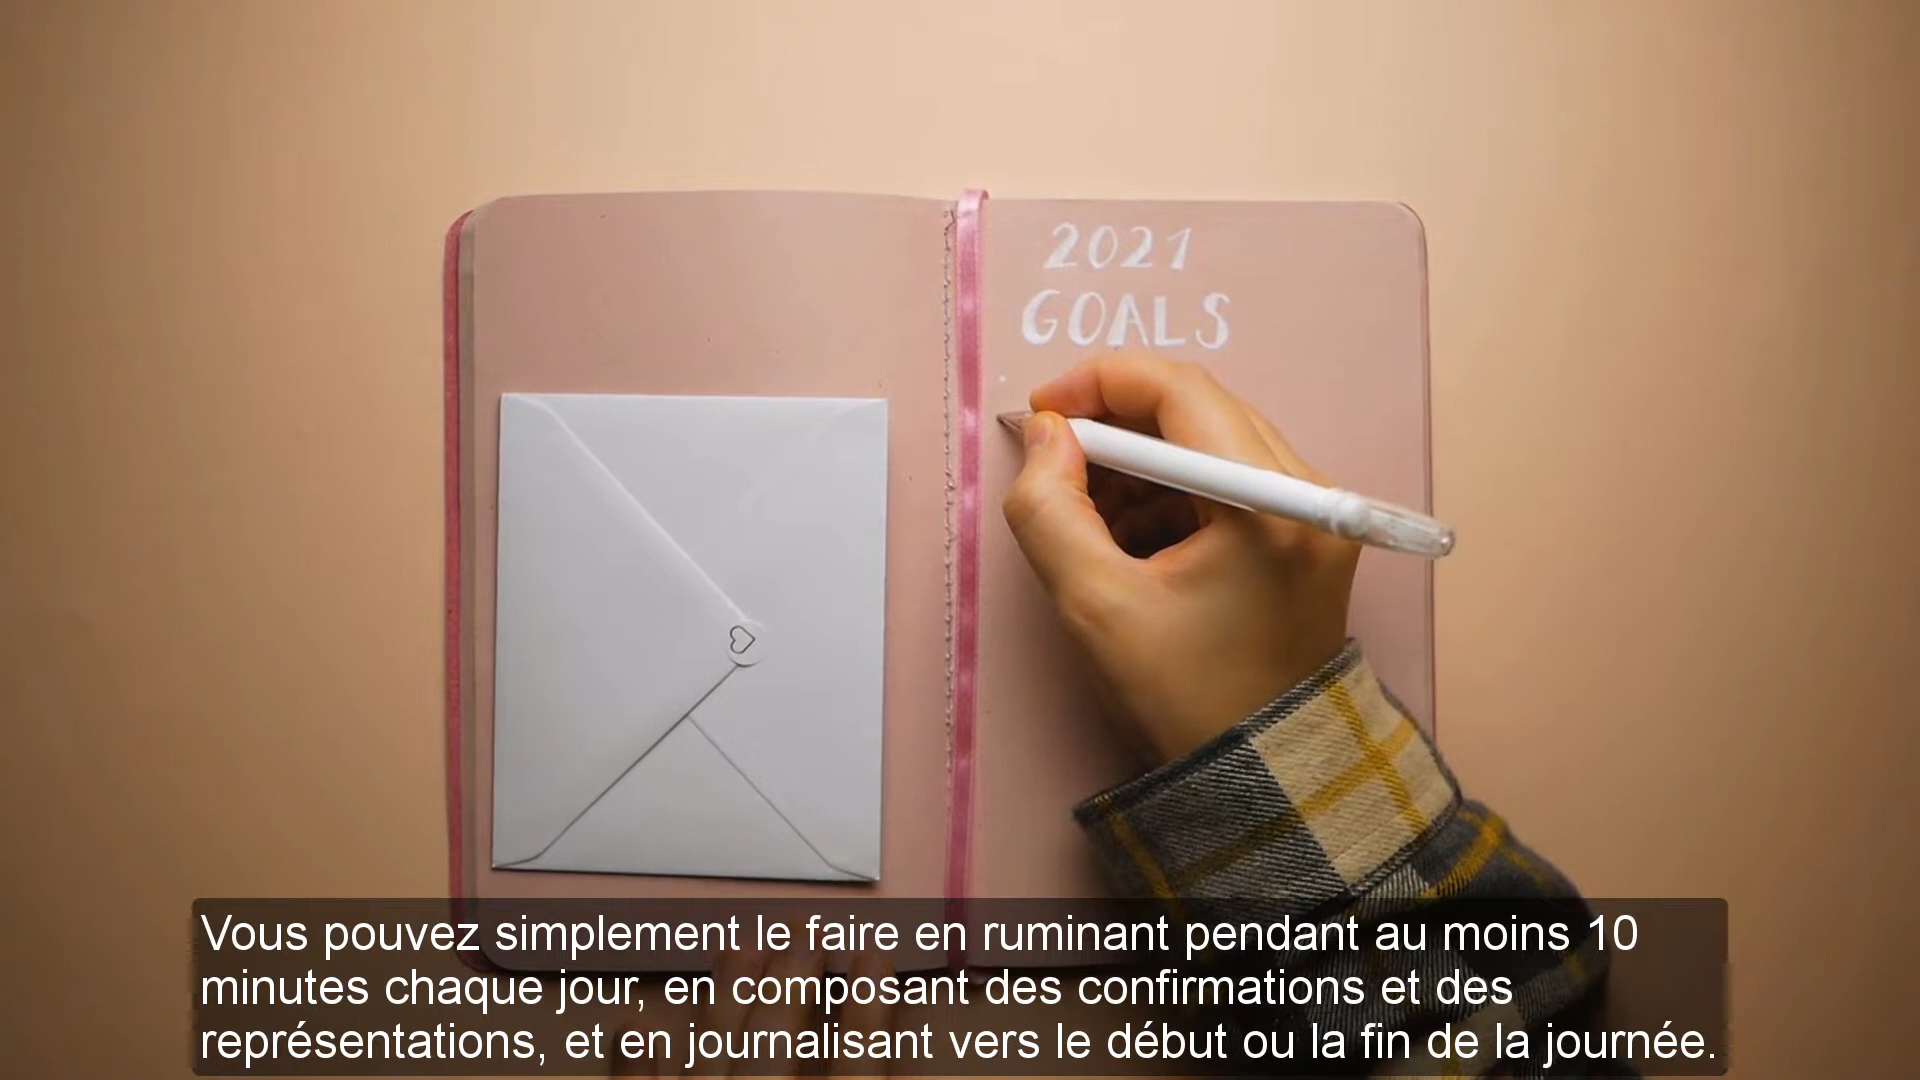 2021
GOALS
Vous pouvez simplement le faire en ruminant pendant au moins 10
minutes chaque jour, en composant des confirmations et des
représentations, et en journalisant vers le début ou la fin de la journée.